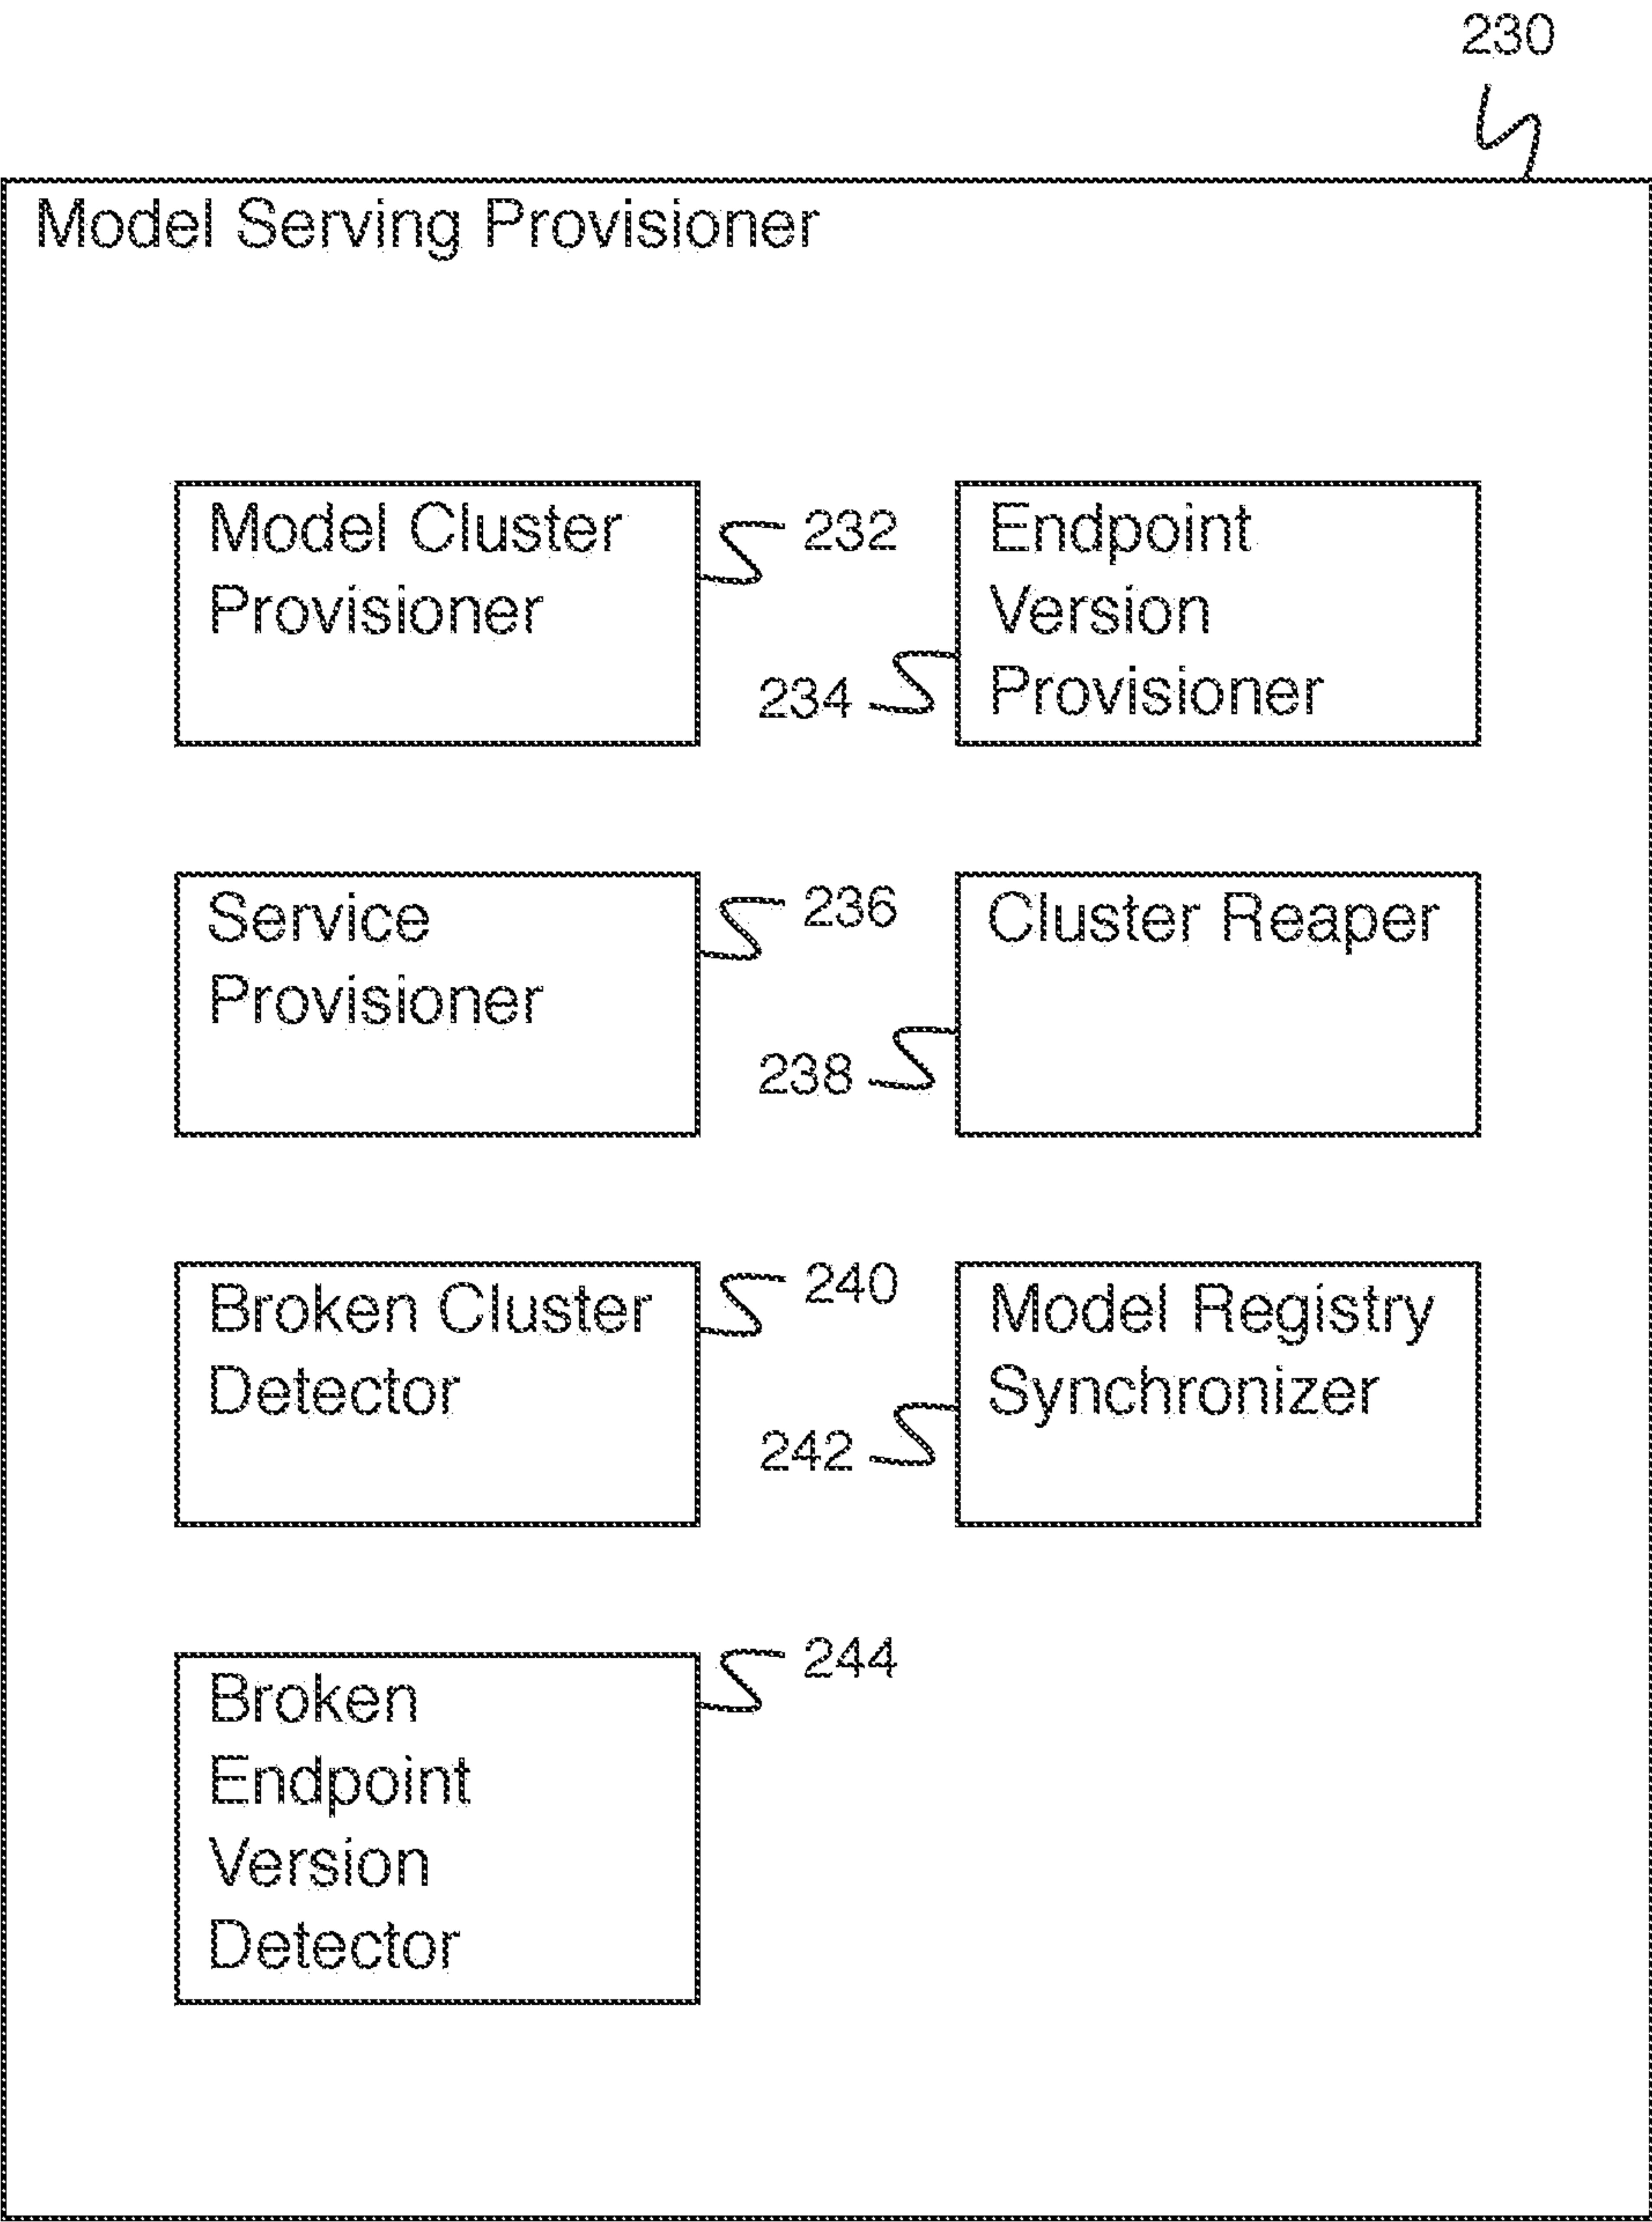 230
Model Serving Provisioner
Model Cluster
Provisioner
232
Endpoint
Version
Provisioner
234
Service
Provisioner
236
Cluster Reaper
238
Broken Cluster
Detector
240
Model Registry
Synchronizer
242
Broken
Endpoint
Version
Detector
244